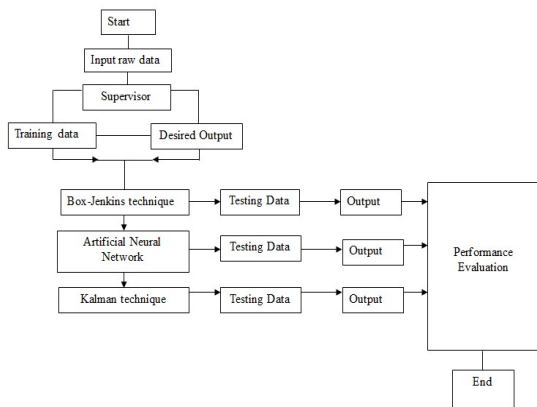 Start
Input raw data
Supervisor
Training data
Desired Output
Box-Jenkins technique
Testing Data
Output
Artificial Neural
Network
Testing Data
Output
Kalman technique
Testing Data
Output
Performance
Evaluation
End